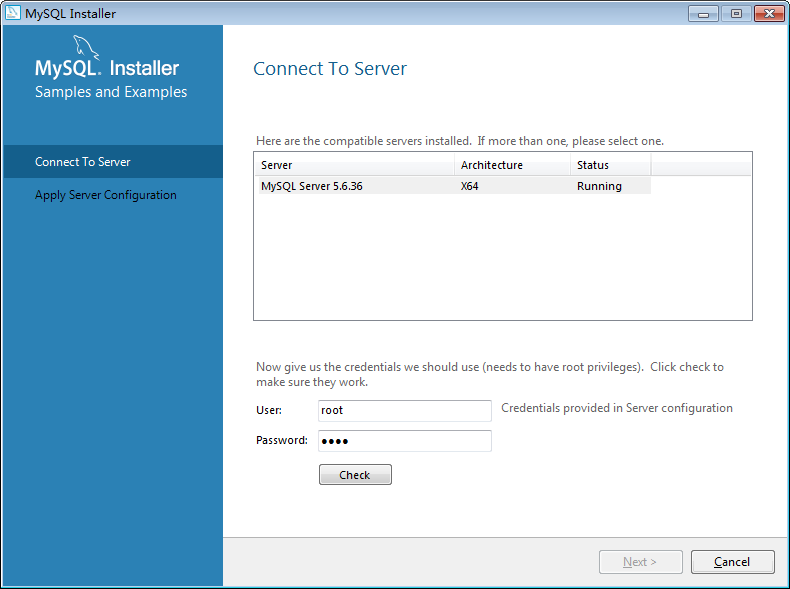 MySQL Installer
MySQL. Installer
Samples and Examples
Connect To Server
Apply Server Configuration
Connect To Server
Here are the compatible servers installed.  If more than one, please select one.
Server Architecture Status
MySQL Server 5.6.36 X64 Running
Now give us the credentials we should use (needs to have root privileges).  Click check to
make sure they work.
User: root Credentials provided in Server configuration
Password: ●●●●
Check
Next > Cancel